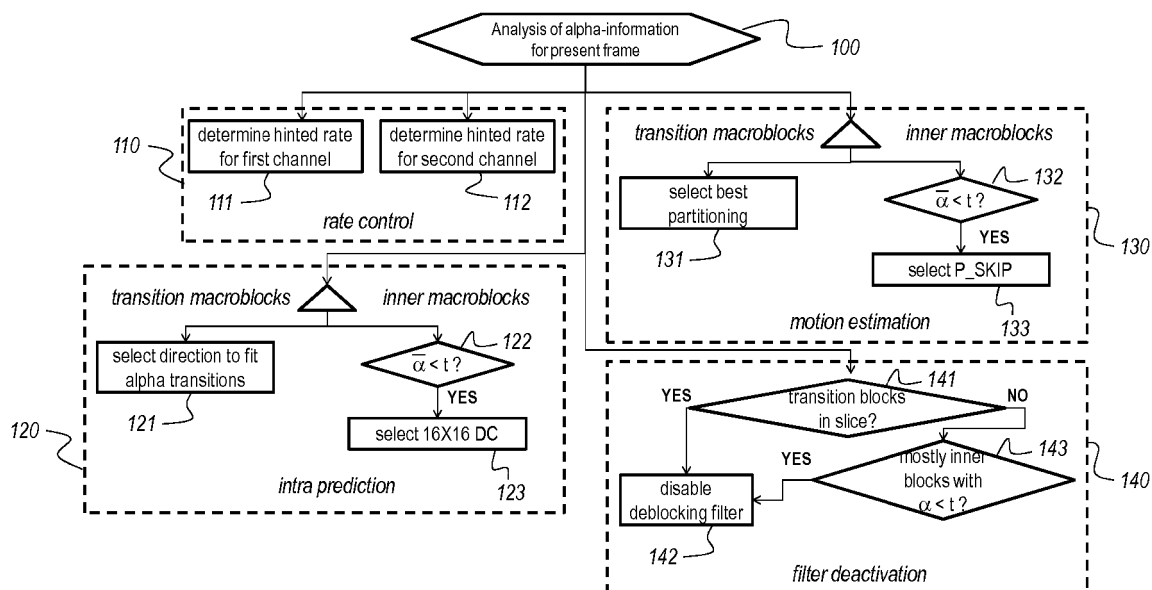 Analysis of alpha-information
for present frame
100
110
determine hinted rate
for first channel
111
determine hinted rate
for second channel
112
rate control
transition macroblocks
inner macroblocks
select best
partitioning
131
132
α̅ < t ?
YES
select P_SKIP
133
130
motion estimation
transition macroblocks
inner macroblocks
select direction to fit
alpha transitions
121
122
α̅ < t ?
YES
select 16X16 DC
123
120
intra prediction
141
YES
transition blocks
in slice?
NO
143
YES
mostly inner
blocks with
α < t ?
140
disable
deblocking filter
142
filter deactivation